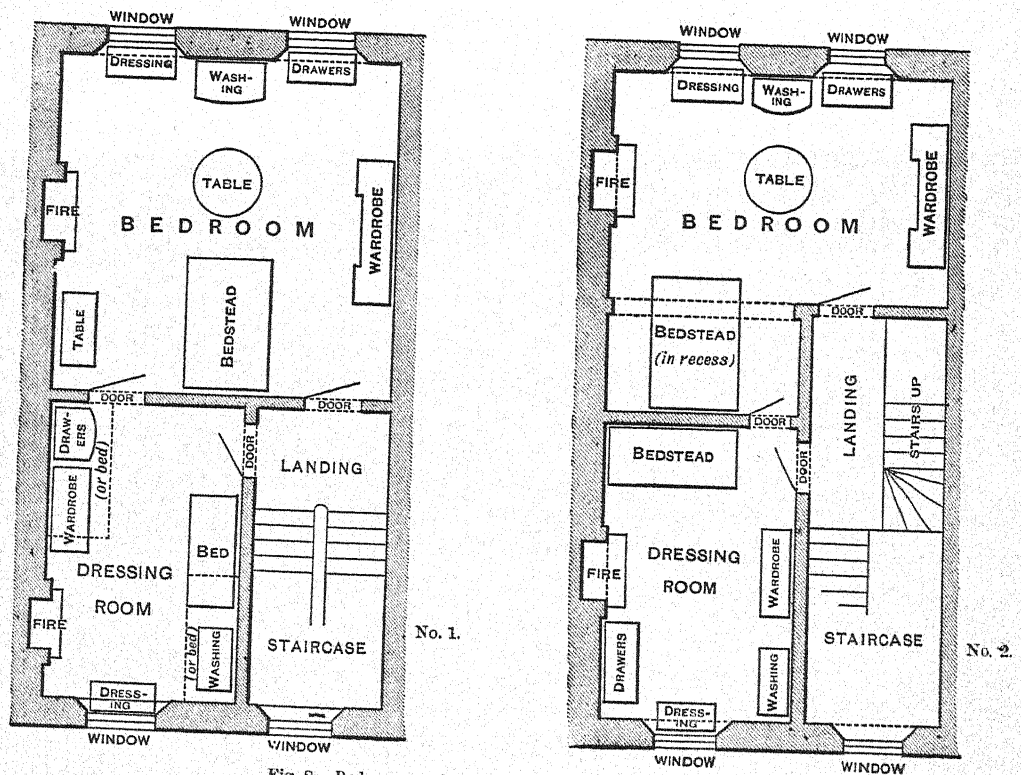 WINDOW
WINDOW
DRESSING
WASH-
ING
DRAWERS
TABLE
FIRE
BEDROOM
WARDROBE
TABLE
BEDSTEAD
DOOR
DOOR
DRAW-
ERS
(or bed)
WARDROBE
DOOR
LANDING
BED
DRESSING
ROOM
FIRE
(or bed)
WASHING
STAIRCASE
DRESS-
ING
WINDOW
WINDOW
No. 1.
WINDOW
WINDOW
DRESSING
WASH-
ING
DRAWERS
FIRE
TABLE
BEDROOM
WARDROBE
DOOR
BEDSTEAD
(in recess)
LANDING
STAIRS UP
DOOR
BEDSTEAD
DOOR
DRESSING
ROOM
WARDROBE
FIRE
DRAWERS
WASHING
STAIRCASE
DRESS-
ING
WINDOW
WINDOW
No. 2.